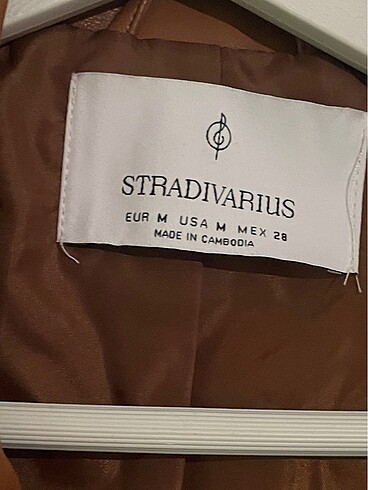 STRADIVARIUS
EUR M USA M MEX 28
MADE IN CAMBODIA